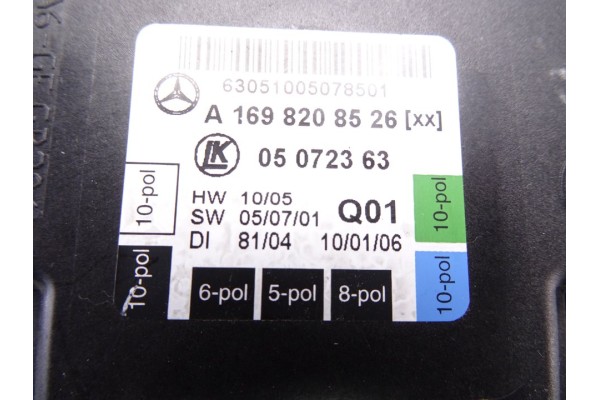 63051005078501
A 169 820 85 26 [xx]
LK
05 0723 63
HW 10/05
SW 05/07/01 Q01
DI 81/04 10/01/06
10-pol
10-pol
10-pol
10-pol
6-pol 5-pol 8-pol